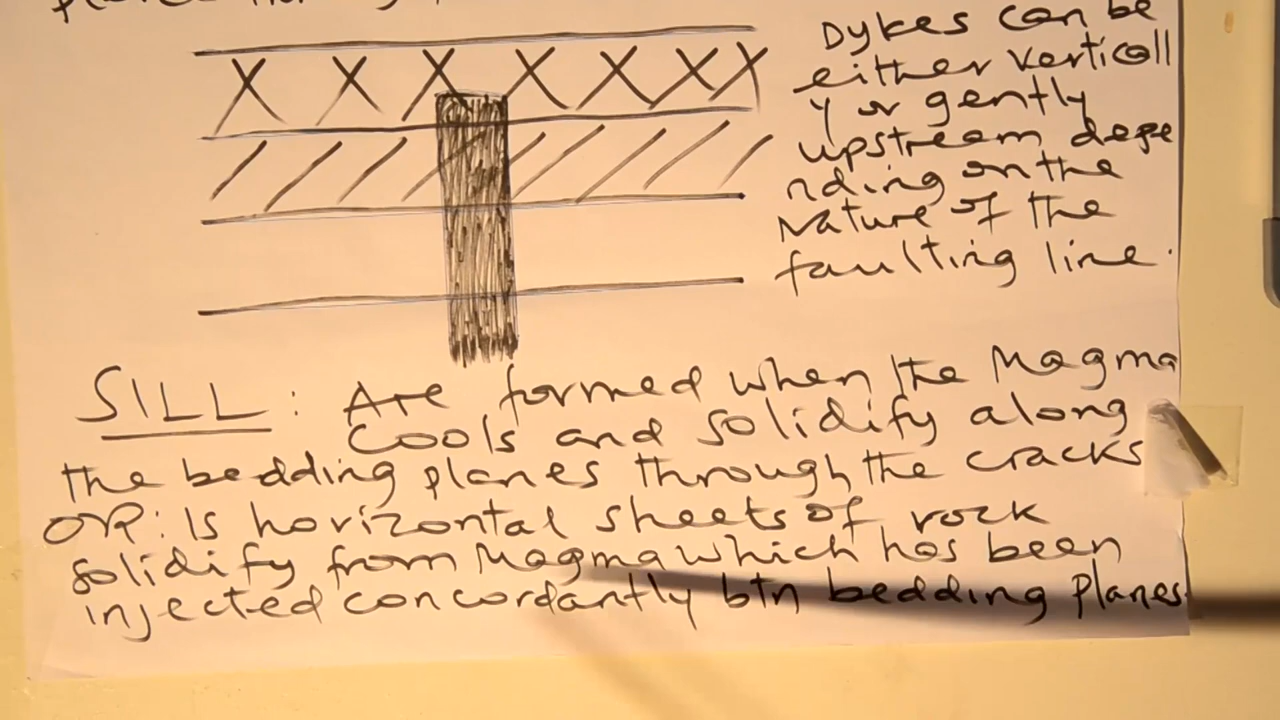 Dykes can be
either verticall
y or gently
upstream depe
nding on the
Nature of the
faulting line.
SILL: Are formed when the Magma
cools and solidify along
the bedding planes through the cracks
OR: Is horizontal sheets of rock
solidify from Magma which has been
injected concordantly btn bedding planes.